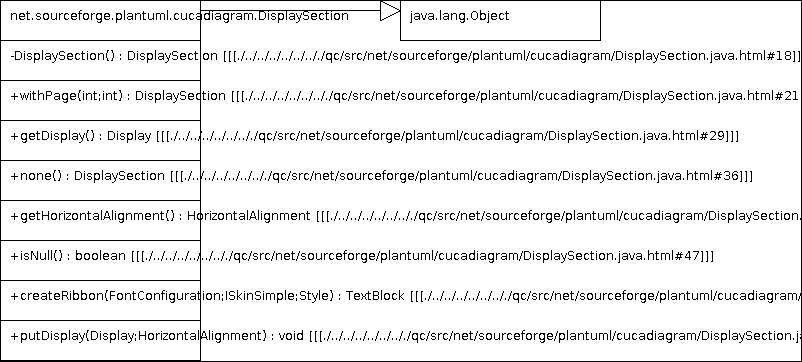 net.sourceforge.plantuml.cucadiagram.DisplaySection
java.lang.Object
-DisplaySection() : DisplaySection [[[./../../../../../../../qc/src/net/sourceforge/plantuml/cucadiagram/DisplaySection.java.html#18]]
+withPage(int;int) : DisplaySection [[[./../../../../../../../qc/src/net/sourceforge/plantuml/cucadiagram/DisplaySection.java.html#21
+getDisplay() : Display [[[./../../../../../../../qc/src/net/sourceforge/plantuml/cucadiagram/DisplaySection.java.html#29]]]
+none() : DisplaySection [[[./../../../../../../../qc/src/net/sourceforge/plantuml/cucadiagram/DisplaySection.java.html#36]]]
+getHorizontalAlignment() : HorizontalAlignment [[[./../../../../../../../qc/src/net/sourceforge/plantuml/cucadiagram/DisplaySection.
+isNull() : boolean [[[./../../../../../../../qc/src/net/sourceforge/plantuml/cucadiagram/DisplaySection.java.html#47]]]
+createRibbon(FontConfiguration;ISkinSimple;Style) : TextBlock [[[./../../../../../../../qc/src/net/sourceforge/plantuml/cucadiagram/
+putDisplay(Display;HorizontalAlignment) : void [[[./../../../../../../../qc/src/net/sourceforge/plantuml/cucadiagram/DisplaySection.ja